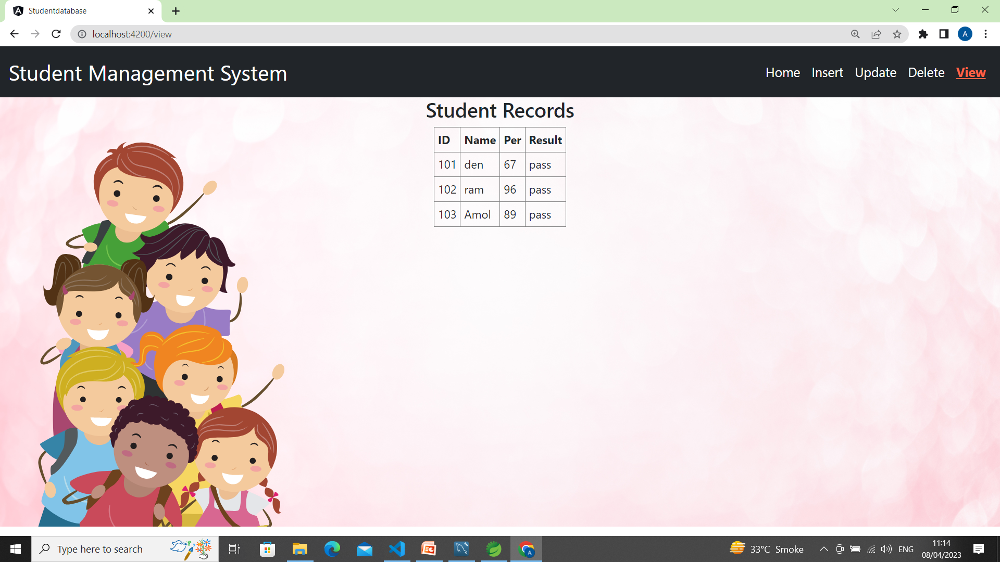 Studentdatabase
localhost:4200/view
A
Student Management System
Home Insert Update Delete View
Student Records
ID Name Per Result
101 den 67 pass
102 ram 96 pass
103 Amol 89 pass
Type here to search
33°C Smoke
ENG
11:14
08/04/2023